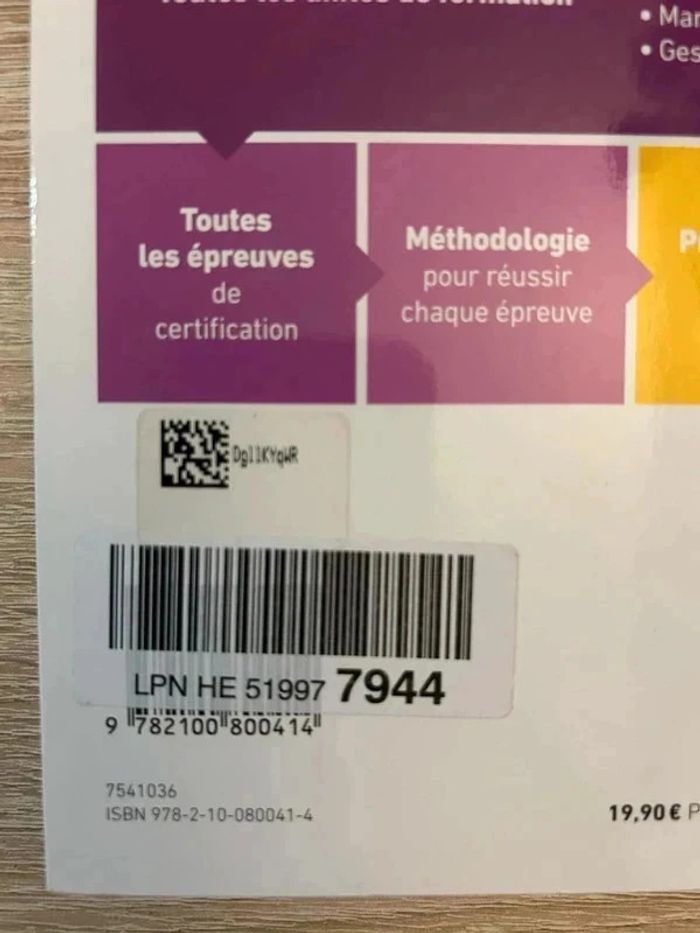 • Mar
• Ges
Toutes
les épreuves
de
certification
Méthodologie
pour réussir
chaque épreuve
P
Dg11KYqWR
LPN HE 51997 7944
9 782100 800414
7541036
ISBN 978-2-10-080041-4
19,90 € P